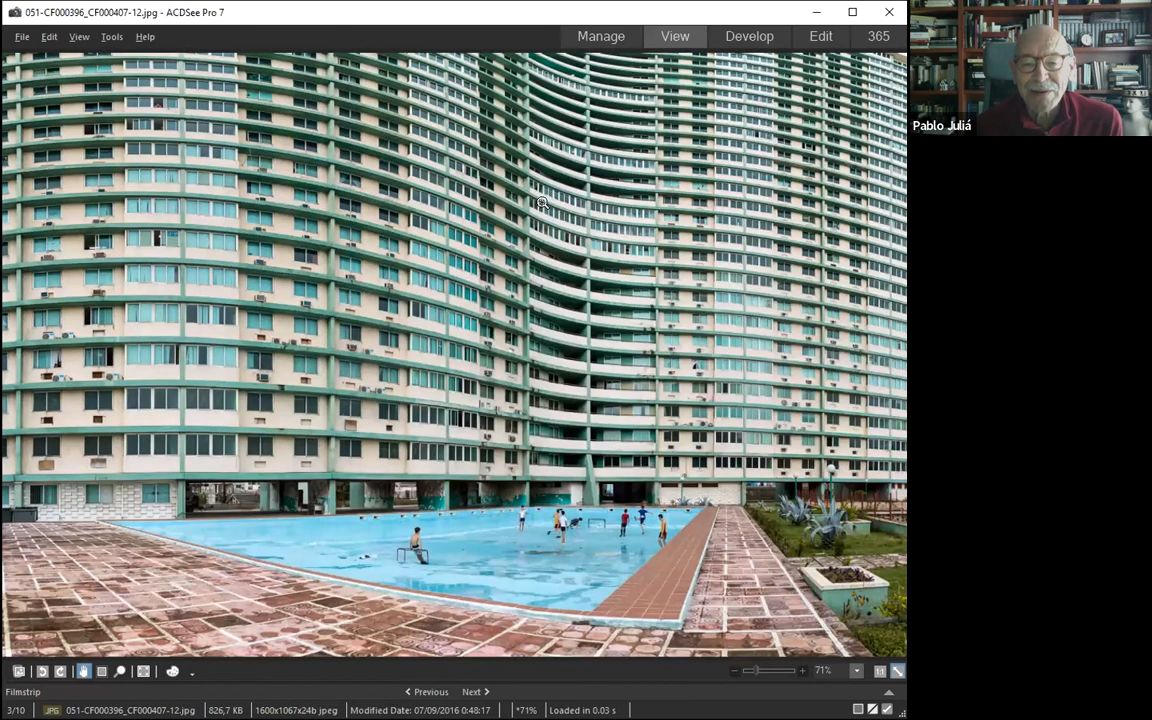 051-CF000396_CF000407-12.jpg - ACDSee Pro 7
File Edit View Tools Help
Manage View Develop Edit 365
Pablo Juliá
71%
1:1
Filmstrip
Previous Next
3/10 JPG 051-CF000396_CF000407-12.jpg 826,7 KB 1600x1067x24b jpeg Modified Date: 07/09/2016 0:48:17 *71% Loaded in 0.03 s